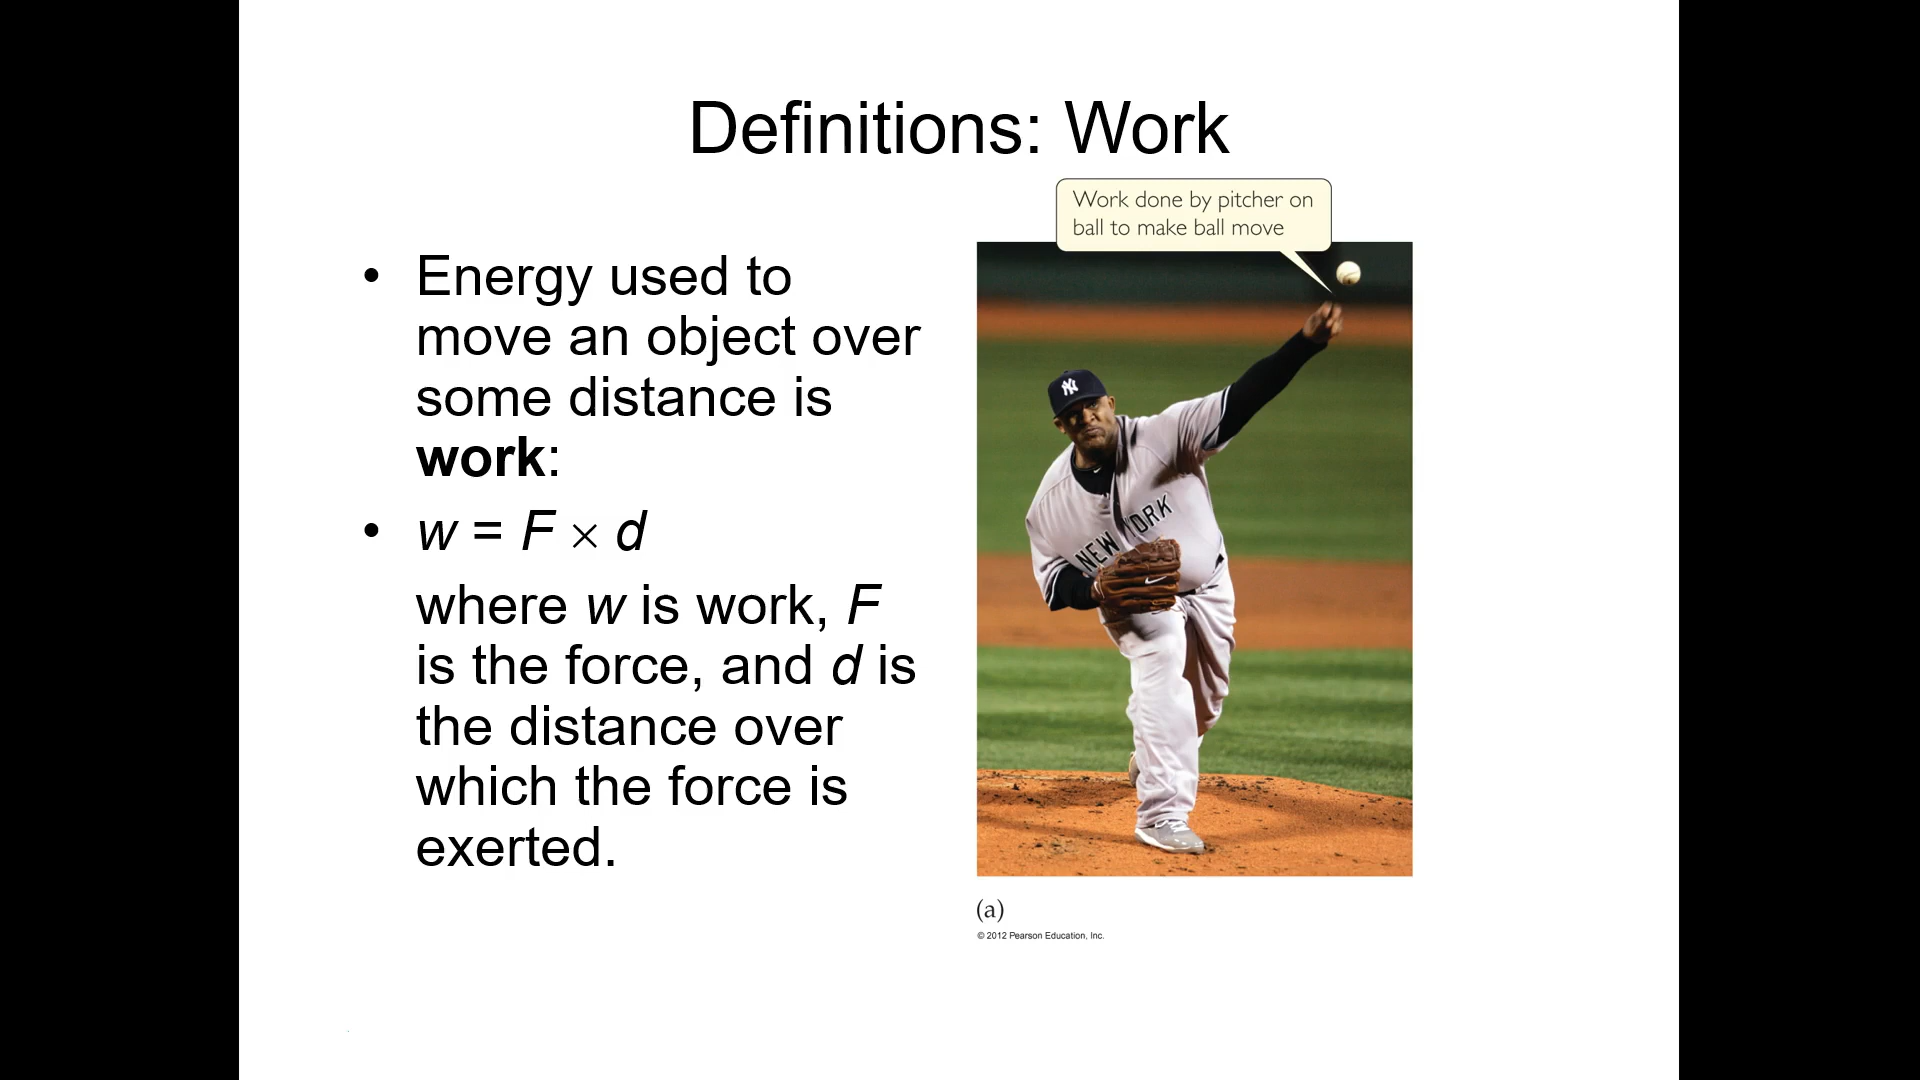 Definitions: Work
• Energy used to
move an object over
some distance is
work:
• w = F × d
where w is work, F
is the force, and d is
the distance over
which the force is
exerted.
Work done by pitcher on
ball to make ball move
NY
NEW YORK
(a)
© 2012 Pearson Education, Inc.